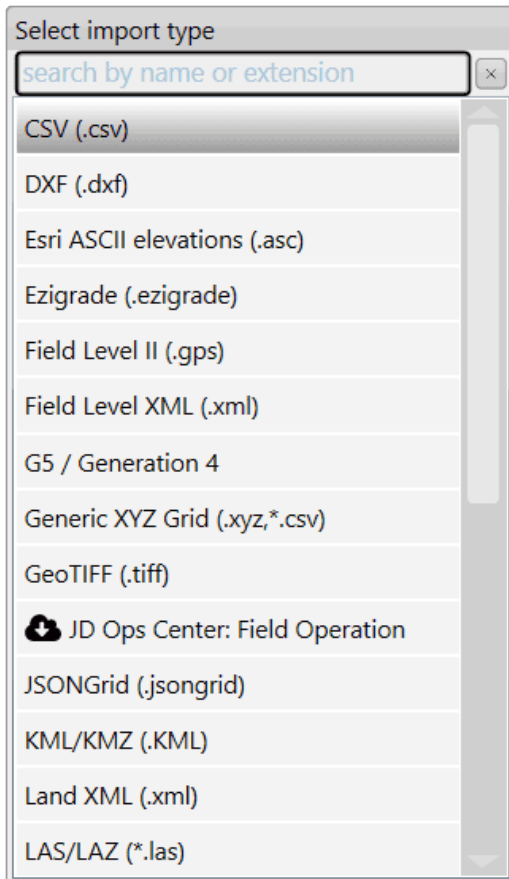 Select import type
search by name or extension
CSV (.csv)
DXF (.dxf)
Esri ASCII elevations (.asc)
Ezigrade (.ezigrade)
Field Level II (.gps)
Field Level XML (.xml)
G5 / Generation 4
Generic XYZ Grid (.xyz,*.csv)
GeoTIFF (.tiff)
JD Ops Center: Field Operation
JSONGrid (.jsongrid)
KML/KMZ (.KML)
Land XML (.xml)
LAS/LAZ (*.las)